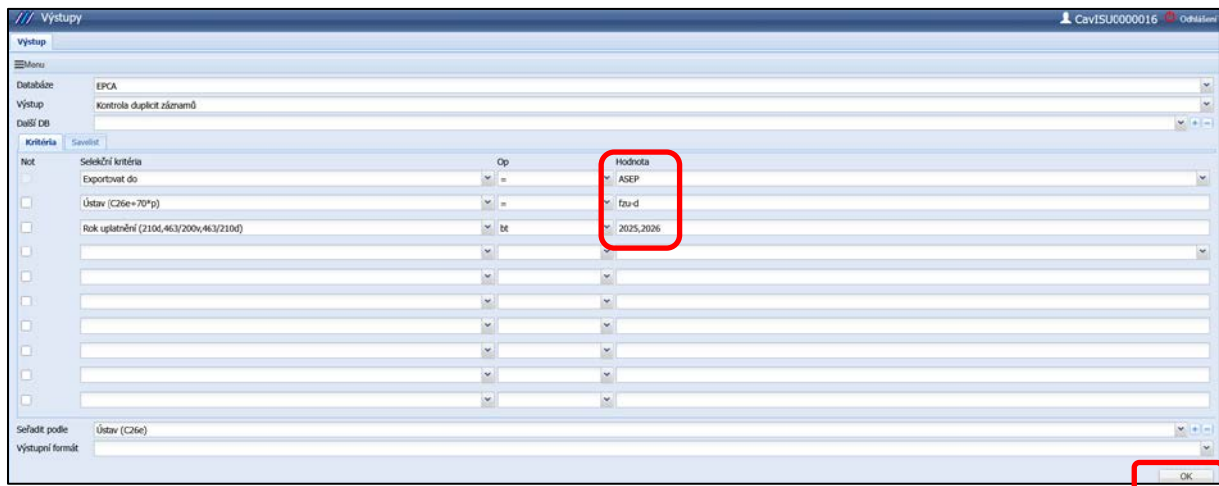 /// Výstupy CavISU0000016 Odhlášení
Výstup
Menu
Databáze EPCA
Výstup Kontrola duplicit záznamů
Další DB
Kritéria Savelist
Not Selekční kritéria Op Hodnota
Exportovat do = ASEP
Ústav (C26e+70*p) = fzu-d
Rok uplatnění (210d,463/200v,463/210d) bt 2025,2026
Seřadit podle Ústav (C26e)
Výstupní formát
OK